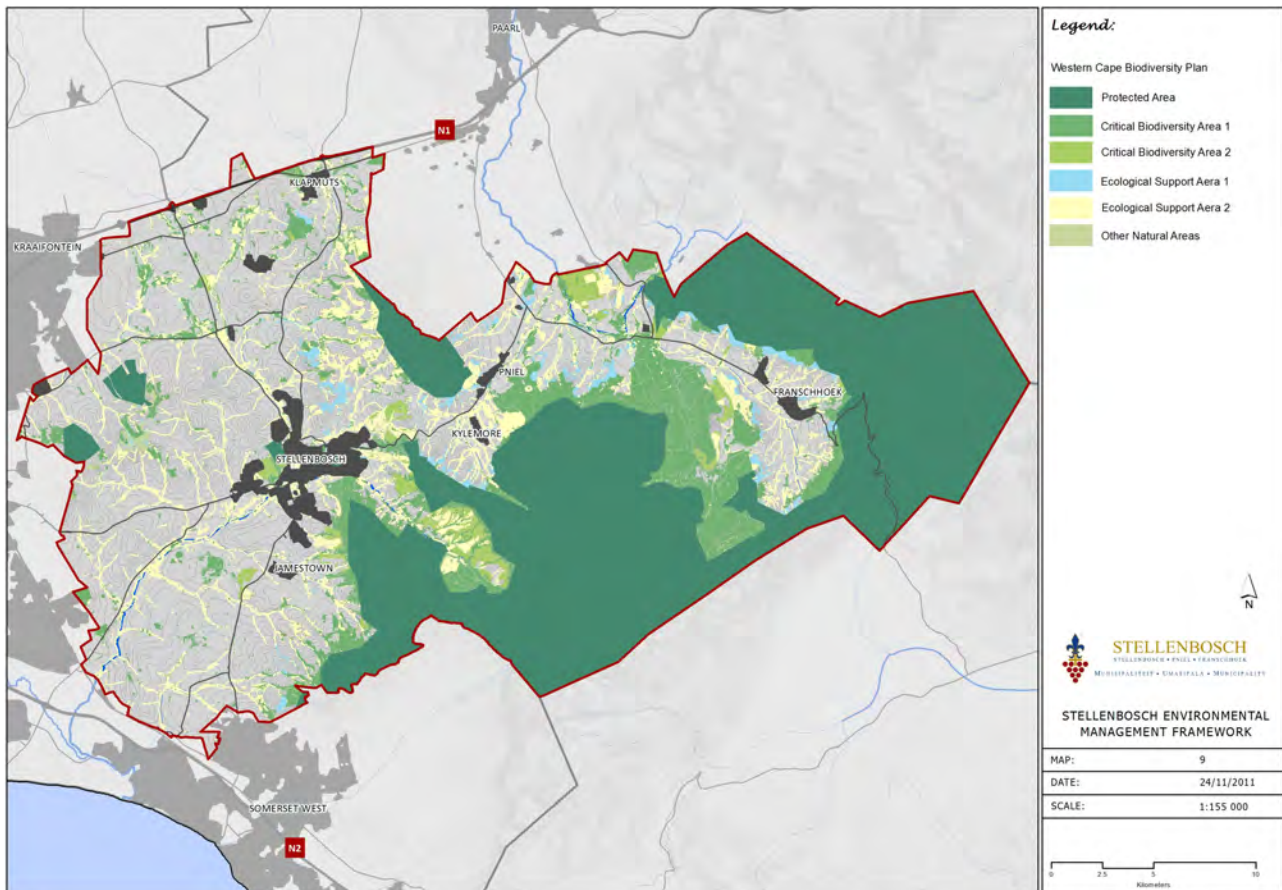 PAARL
N1
KLAPMUTS
KRAAIFONTEIN
PNIEL
FRANSCHHOEK
KYLEMORE
STELLENBOSCH
JAMESTOWN
SOMERSET WEST
N2
Legend:
Western Cape Biodiversity Plan
Protected Area
Critical Biodiversity Area 1
Critical Biodiversity Area 2
Ecological Support Aera 1
Ecological Support Aera 2
Other Natural Areas
N
STELLENBOSCH
STELLENBOSCH • PNIEL • FRANSCHHOEK
MUNISIPALITEIT • UMASIPALA • MUNICIPALITY
STELLENBOSCH ENVIRONMENTAL
MANAGEMENT FRAMEWORK
MAP: 9
DATE: 24/11/2011
SCALE: 1:155 000
0 2.5 5 10
Kilometers